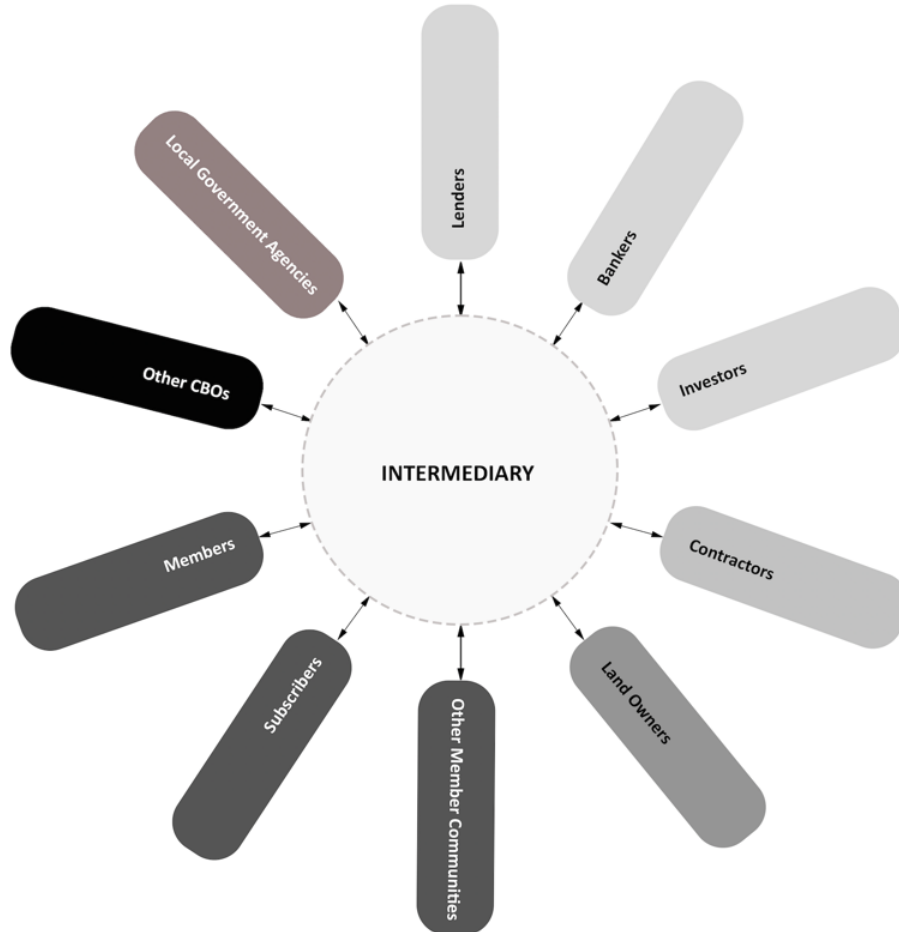 Lenders
Bankers
Investors
Contractors
Land Owners
Other Member Communities
Subscribers
Members
Other CBOs
Local Government Agencies
INTERMEDIARY